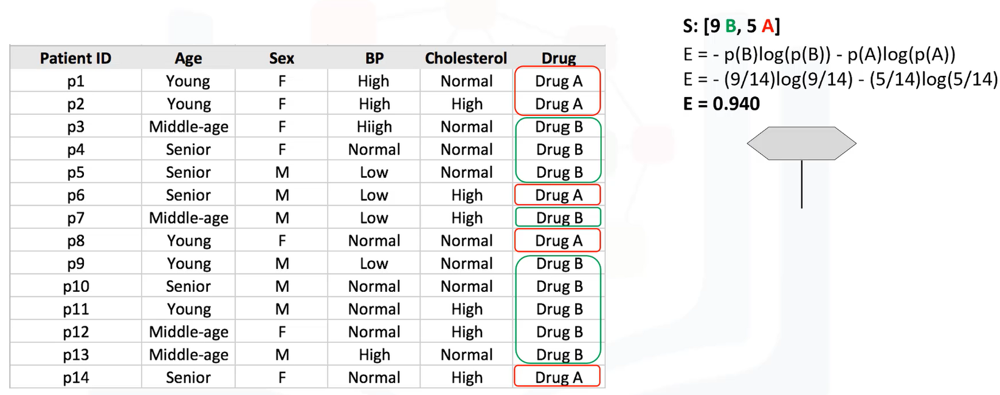 Patient ID Age Sex BP Cholesterol Drug
p1 Young F High Normal Drug A
p2 Young F High High Drug A
p3 Middle-age F Hiigh Normal Drug B
p4 Senior F Normal Normal Drug B
p5 Senior M Low Normal Drug B
p6 Senior M Low High Drug A
p7 Middle-age M Low High Drug B
p8 Young F Normal Normal Drug A
p9 Young M Low Normal Drug B
p10 Senior M Normal Normal Drug B
p11 Young M Normal High Drug B
p12 Middle-age F Normal High Drug B
p13 Middle-age M High Normal Drug B
p14 Senior F Normal High Drug A
S: [9 B, 5 A]
E = - p(B)log(p(B)) - p(A)log(p(A))
E = - (9/14)log(9/14) - (5/14)log(5/14)
E = 0.940